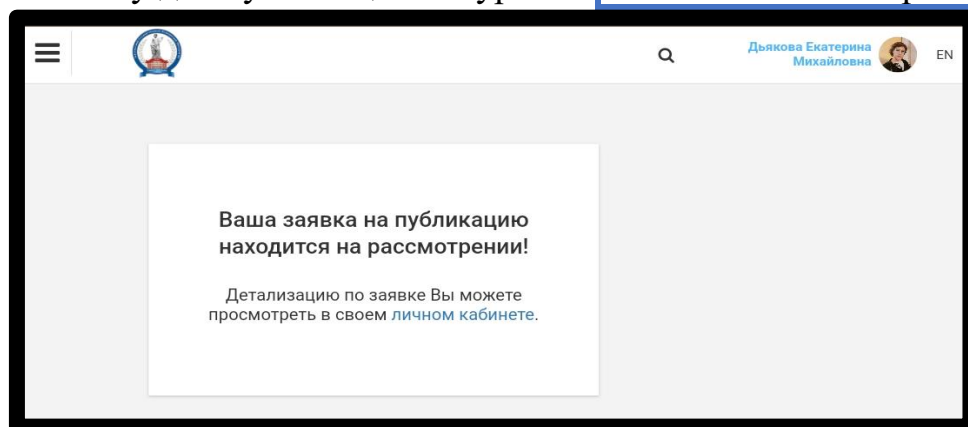 Дьякова Екатерина
Михайловна
EN
Ваша заявка на публикацию
находится на рассмотрении!
Детализацию по заявке Вы можете
просмотреть в своем личном кабинете.